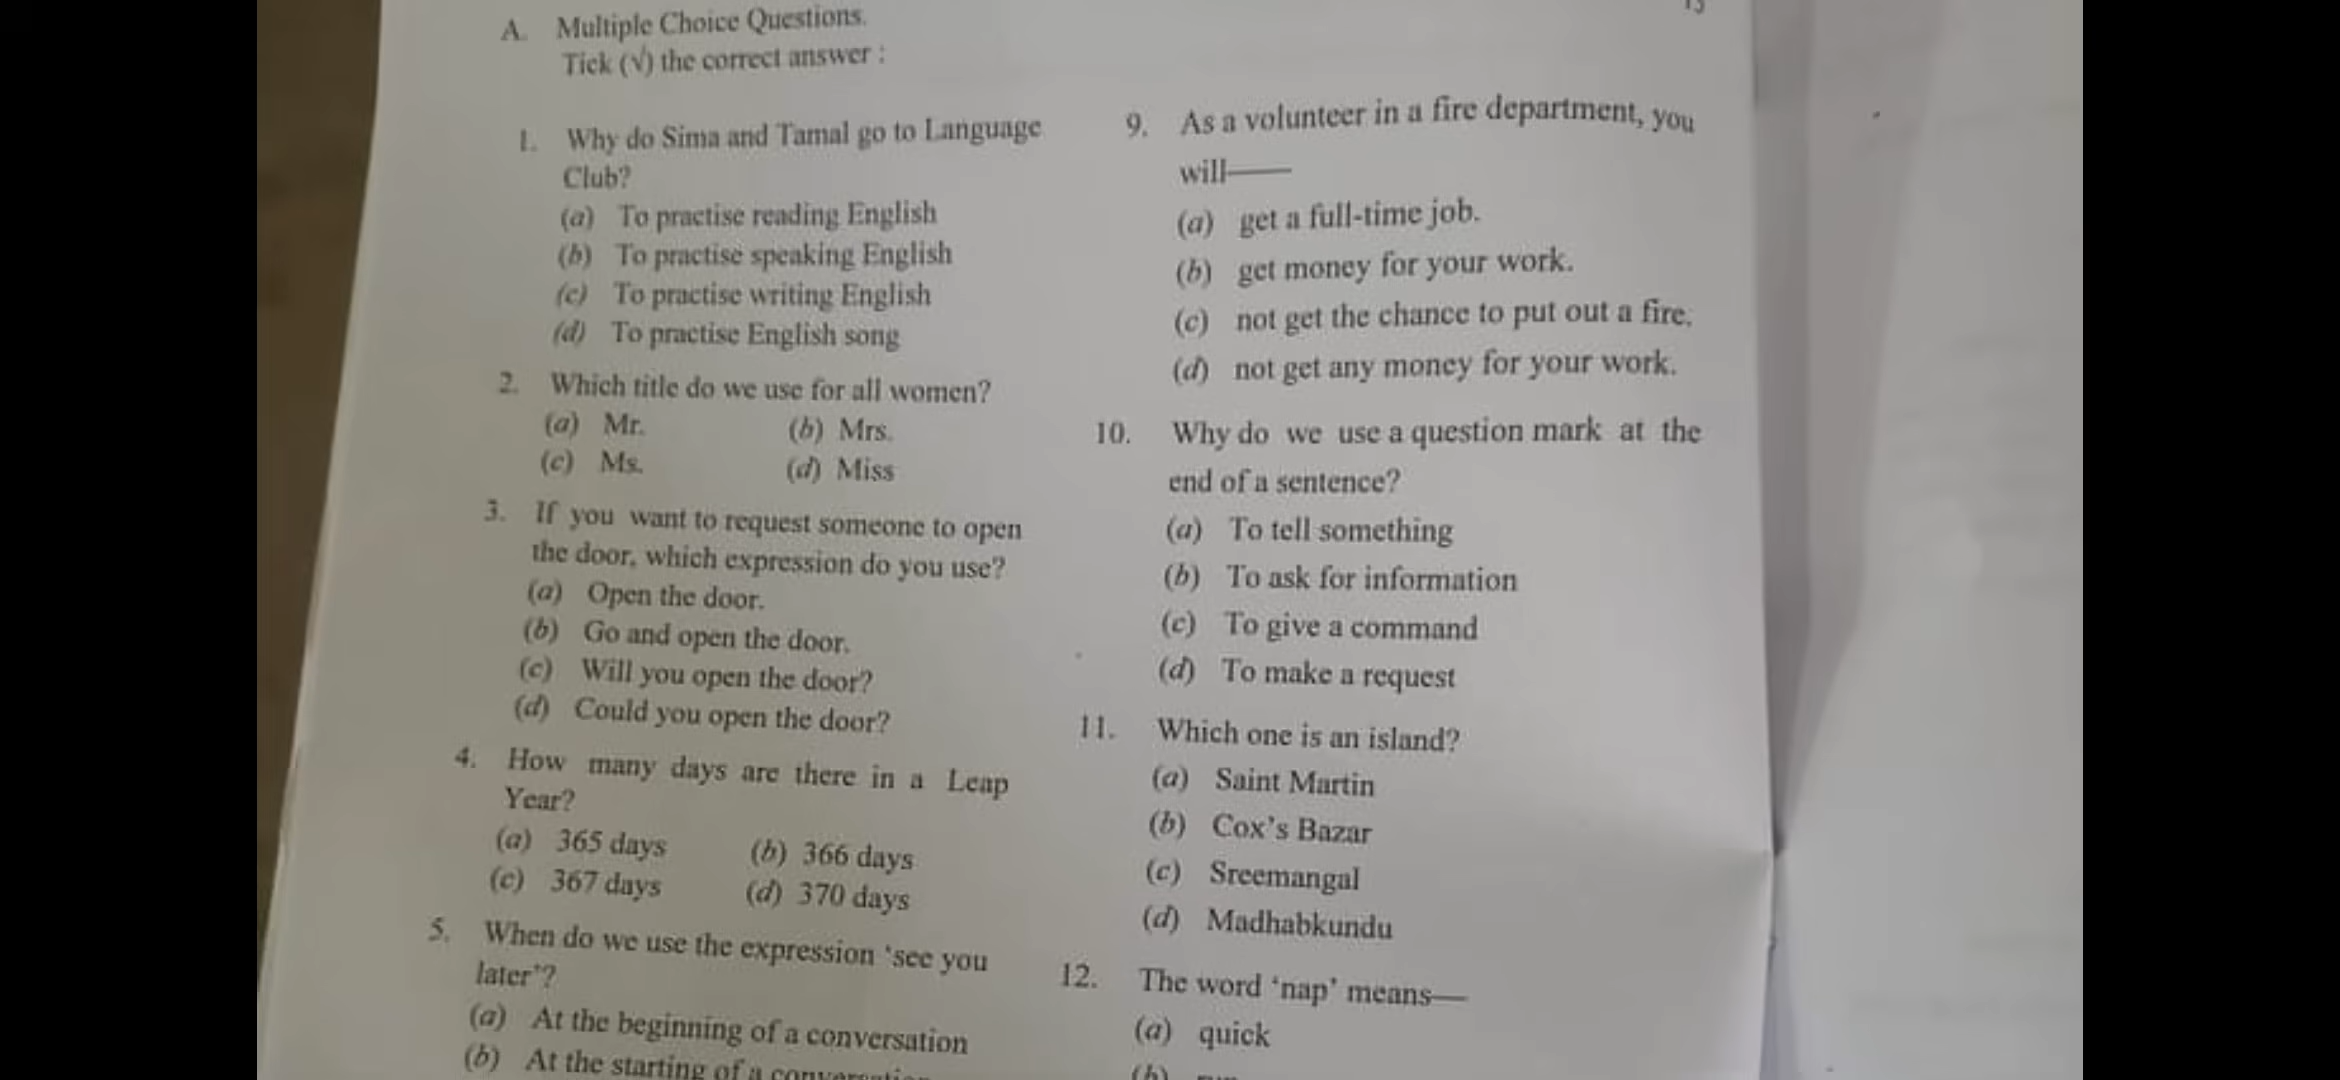 A. Multiple Choice Questions.
Tick (√) the correct answer :
1. Why do Sima and Tamal go to Language
Club?
(a) To practise reading English
(b) To practise speaking English
(c) To practise writing English
(d) To practise English song
2. Which title do we use for all women?
(a) Mr. (b) Mrs.
(c) Ms. (d) Miss
3. If you want to request someone to open
the door, which expression do you use?
(a) Open the door.
(b) Go and open the door.
(c) Will you open the door?
(d) Could you open the door?
4. How many days are there in a Leap
Year?
(a) 365 days (b) 366 days
(c) 367 days (d) 370 days
5. When do we use the expression ‘see you
later’?
(a) At the beginning of a conversation
(b) At the starting of a conversation
9. As a volunteer in a fire department, you
will——
(a) get a full-time job.
(b) get money for your work.
(c) not get the chance to put out a fire.
(d) not get any money for your work.
10. Why do we use a question mark at the
end of a sentence?
(a) To tell something
(b) To ask for information
(c) To give a command
(d) To make a request
11. Which one is an island?
(a) Saint Martin
(b) Cox’s Bazar
(c) Sreemangal
(d) Madhabkundu
12. The word ‘nap’ means—
(a) quick
(b)